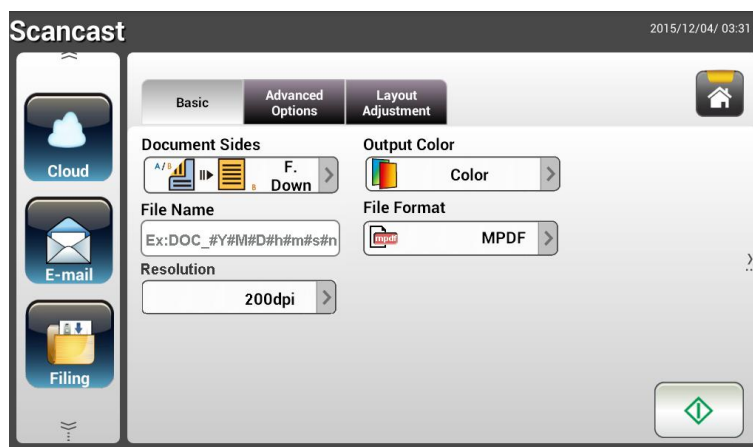 Scancast
2015/12/04/ 03:31
Cloud
E-mail
Filing
Basic
Advanced
Options
Layout
Adjustment
Document Sides
A/B
B
F.
Down
Output Color
Color
File Name
Ex:DOC_#Y#M#D#h#m#s#n
File Format
mpdf
MPDF
Resolution
200dpi